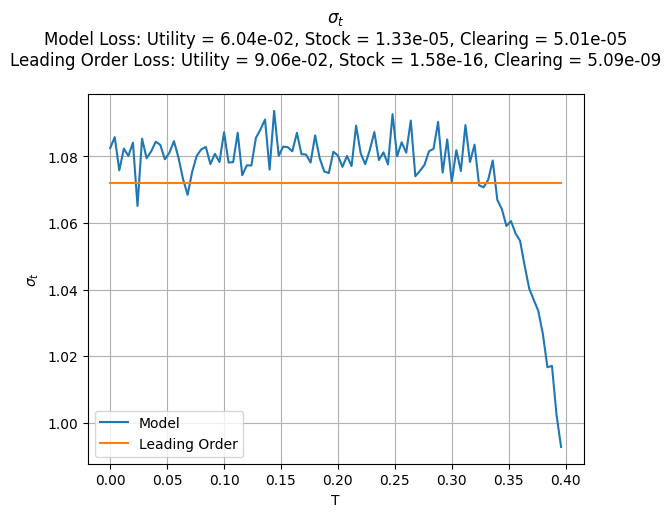 σₜ
Model Loss: Utility = 6.04e-02, Stock = 1.33e-05, Clearing = 5.01e-05
Leading Order Loss: Utility = 9.06e-02, Stock = 1.58e-16, Clearing = 5.09e-09
1.08
1.06
1.04
1.02
1.00
σₜ
Model
Leading Order
0.00 0.05 0.10 0.15 0.20 0.25 0.30 0.35 0.40
T